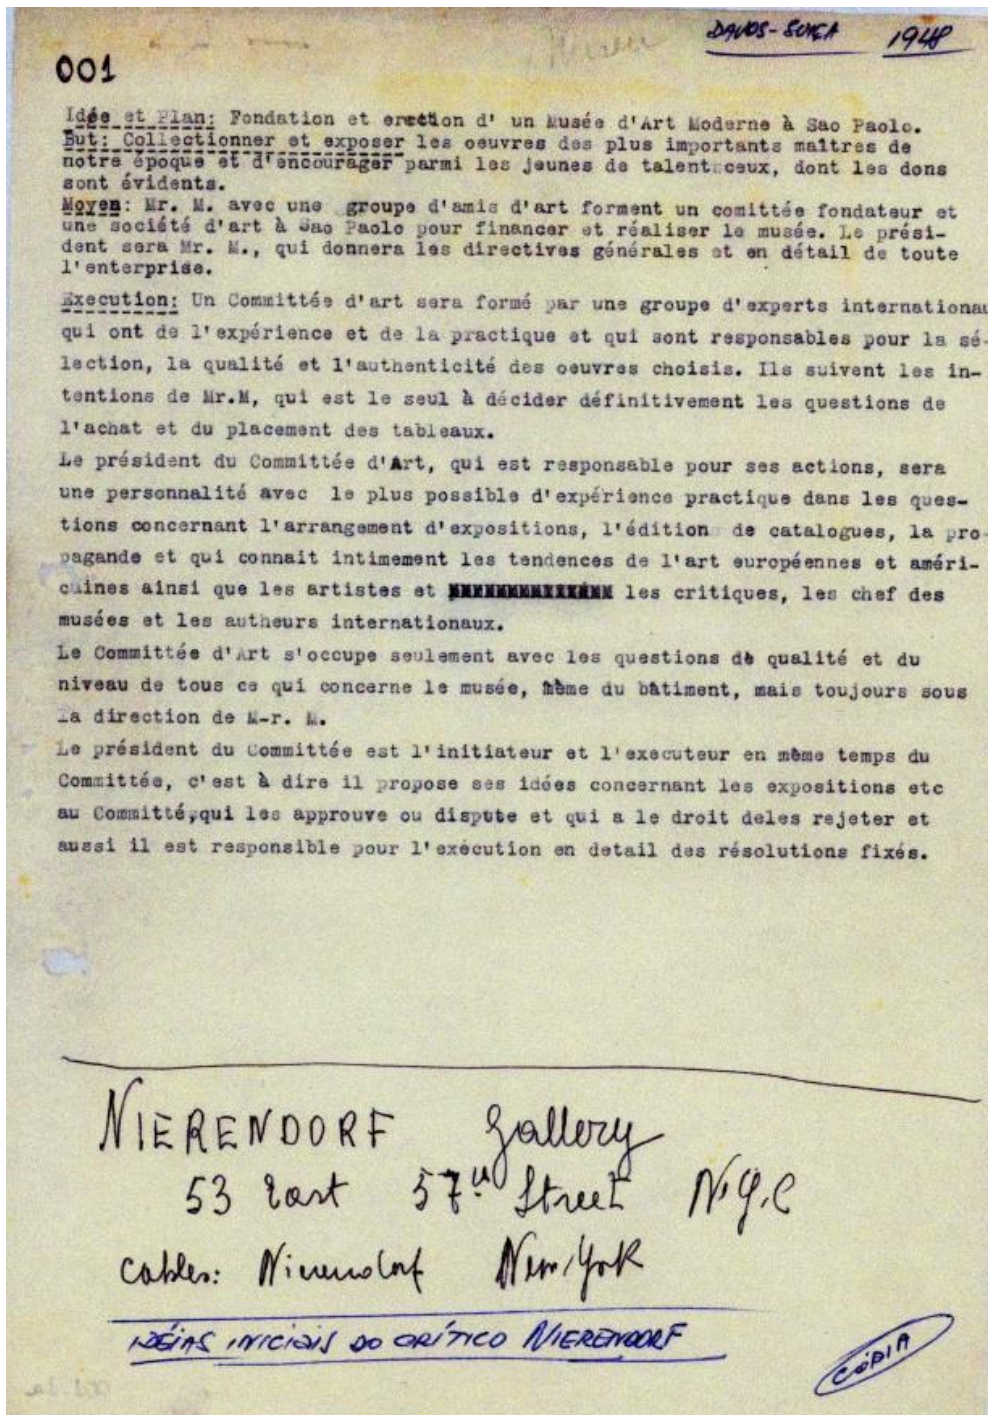 DAVOS-SUIÇA 1948
001
Idée et Plan: Fondation et erection d' un Musée d'Art Moderne à Sao Paolo.
But: Collectionner et exposer les oeuvres des plus importants maîtres de
notre époque et d'encourager parmi les jeunes de talent ceux, dont les dons
sont évidents.
Moyen: Mr. M. avec une groupe d'amis d'art forment un comittée fondateur et
une société d'art à Sao Paolo pour financer et réaliser le musée. Le prési-
dent sera Mr. M., qui donnera les directives générales et en détail de toute
l'enterprise.
Execution: Un Committée d'art sera formé par une groupe d'experts internationau
qui ont de l'expérience et de la practique et qui sont responsables pour la sé-
lection, la qualité et l'authenticité des oeuvres choisis. Ils suivent les in-
tentions de Mr.M, qui est le seul à décider définitivement les questions de
l'achat et du placement des tableaux.
Le président du Committée d'Art, qui est responsable pour ses actions, sera
une personnalité avec le plus possible d'expérience practique dans les ques-
tions concernant l'arrangement d'expositions, l'édition de catalogues, la pro
pagande et qui connait intimement les tendences de l'art européennes et améri-
caines ainsi que les artistes et les critiques, les chef des
musées et les autheurs internationaux.
Le Committée d'Art s'occupe seulement avec les questions de qualité et du
niveau de tous ce qui concerne le musée, même du bâtiment, mais toujours sous
la direction de M-r. M.
Le président du Committée est l'initiateur et l'executeur en même temps du
Committée, c'est à dire il propose ses idées concernant les expositions etc
au Committé,qui les approuve ou dispute et qui a le droit deles rejeter et
aussi il est responsible pour l'exécution en detail des résolutions fixés.
NIERENDORF Gallery
53 East 57th Street N.Y.C
cables: Nierendorf New York
IDÉIAS INICIAIS DO CRÍTICO NIERENDORF
CÓPIA